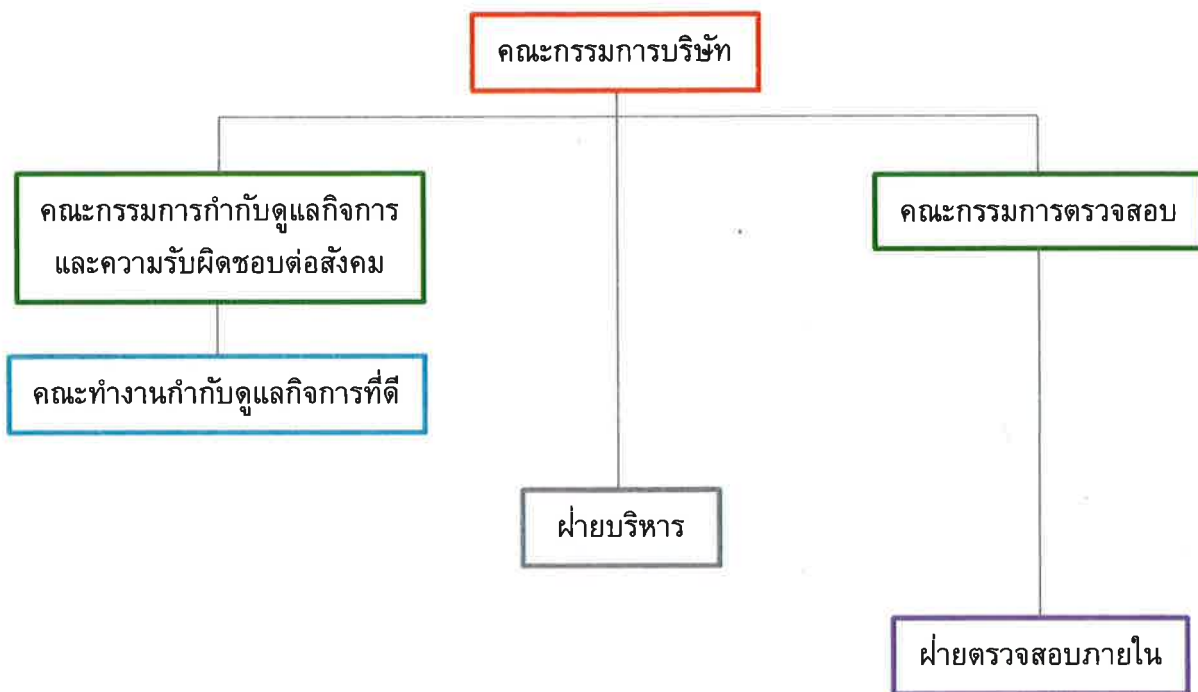 คณะกรรมการบริษัท
คณะกรรมการกำกับดูแลกิจการ
และความรับผิดชอบต่อสังคม
คณะกรรมการตรวจสอบ
คณะทำงานกำกับดูแลกิจการที่ดี
ฝ่ายบริหาร
ฝ่ายตรวจสอบภายใน